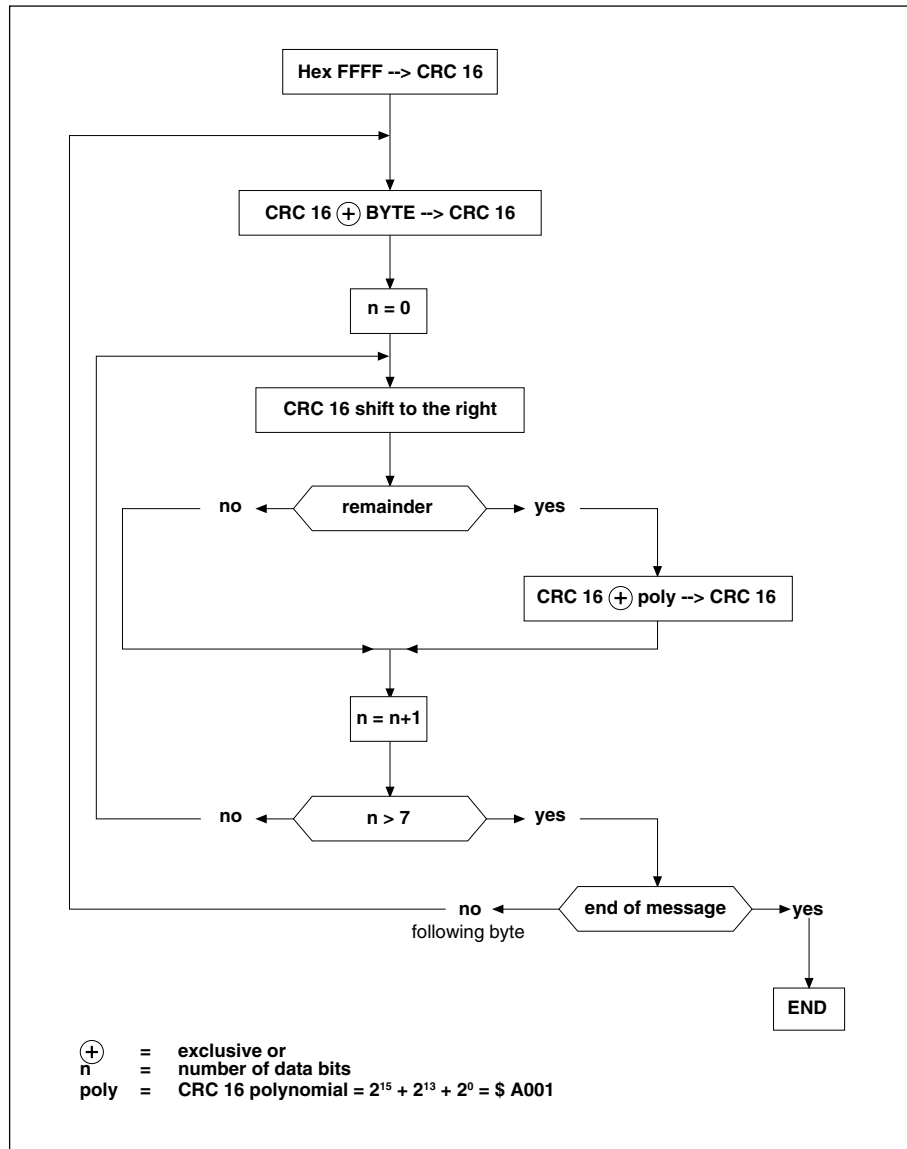 Hex FFFF --> CRC 16
CRC 16 ⊕ BYTE --> CRC 16
n = 0
CRC 16 shift to the right
no
remainder
yes
CRC 16 ⊕ poly --> CRC 16
n = n+1
no
n > 7
yes
no
following byte
end of message
yes
END
⊕ = exclusive or
n = number of data bits
poly = CRC 16 polynomial = 2¹⁵ + 2¹³ + 2⁰ = $ A001